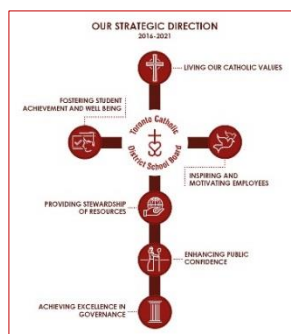 OUR STRATEGIC DIRECTION
2016-2021
LIVING OUR CATHOLIC VALUES
FOSTERING STUDENT
ACHIEVEMENT AND WELL BEING
Toronto Catholic
District School Board
INSPIRING AND
MOTIVATING EMPLOYEES
PROVIDING STEWARDSHIP
OF RESOURCES
ENHANCING PUBLIC
CONFIDENCE
ACHIEVING EXCELLENCE IN
GOVERNANCE